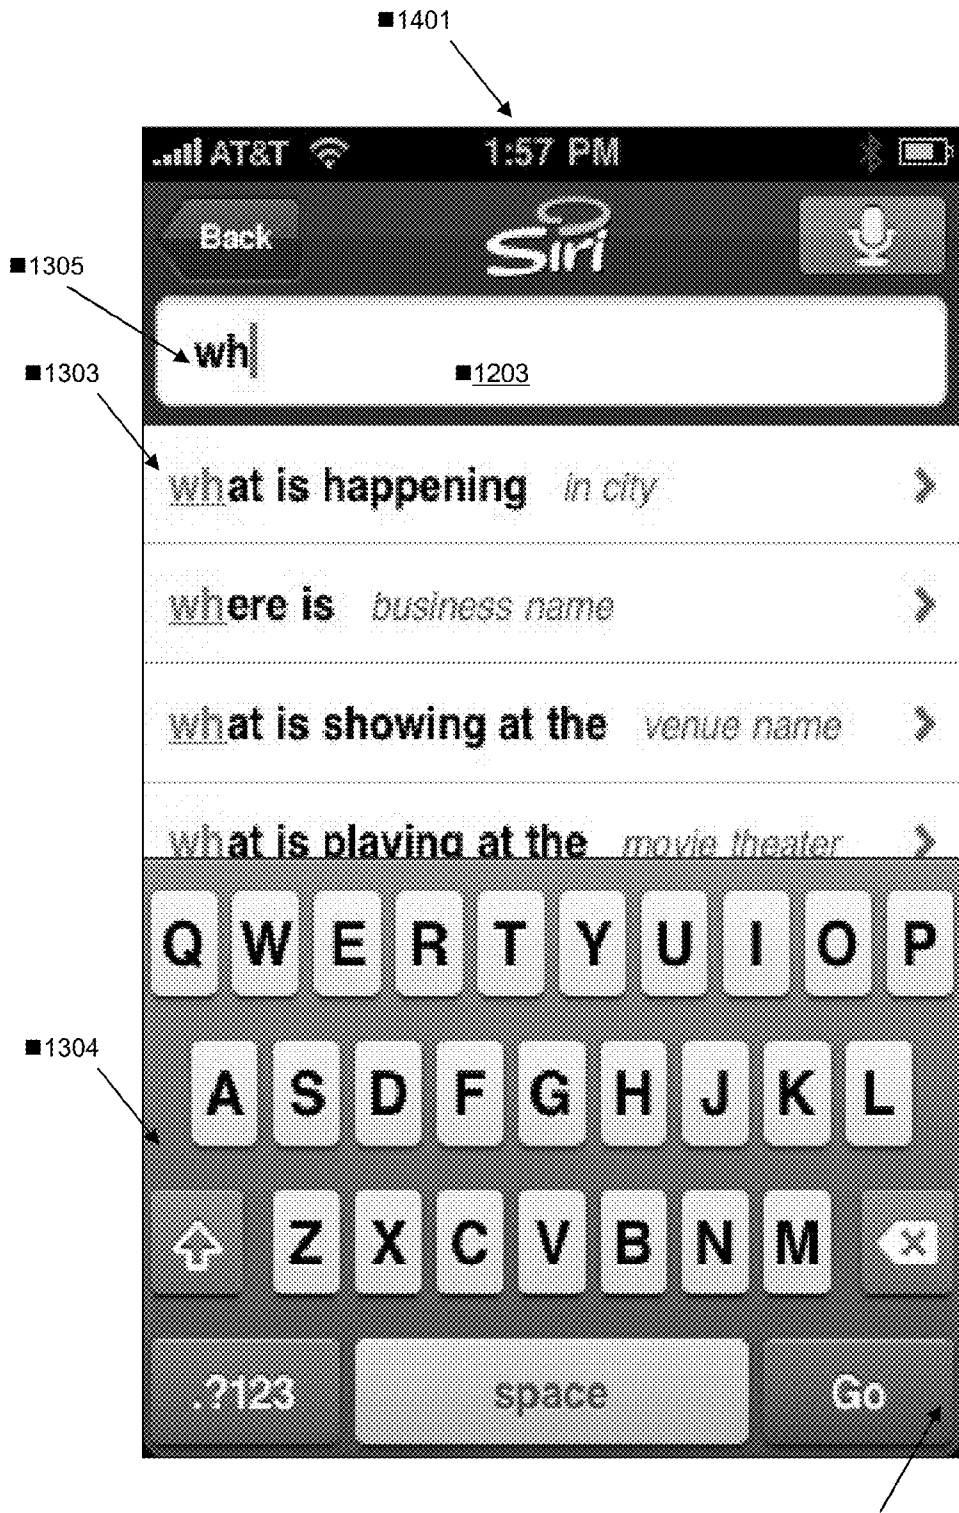 ■1401
AT&T 1:57 PM
Back Siri
■1305
wh
■1303
■1203
what is happening in city
where is business name
what is showing at the venue name
what is playing at the movie theater
Q W E R T Y U I O P
■1304
A S D F G H J K L
Z X C V B N M
.?123 space Go